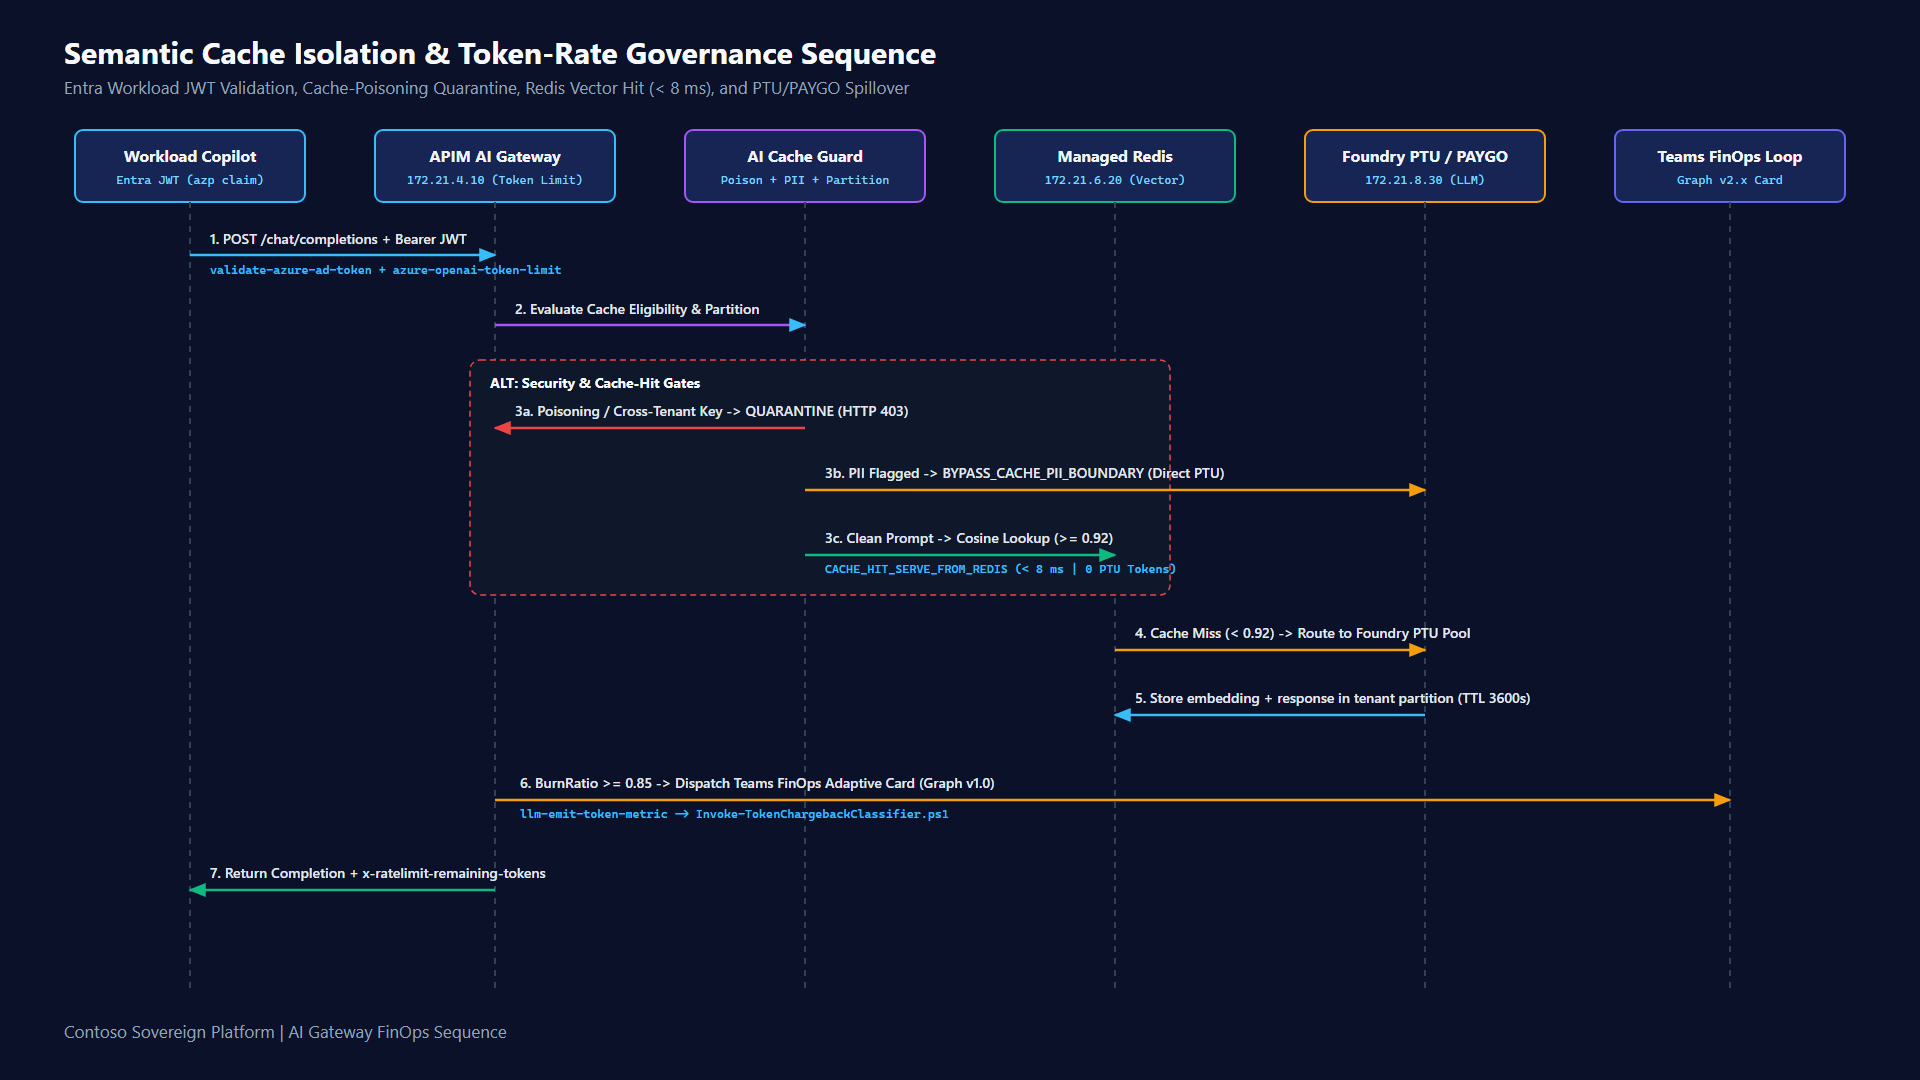 Semantic Cache Isolation & Token-Rate Governance Sequence
Entra Workload JWT Validation, Cache-Poisoning Quarantine, Redis Vector Hit (< 8 ms), and PTU/PAYGO Spillover
Workload Copilot
Entra JWT (azp claim)
APIM AI Gateway
172.21.4.10 (Token Limit)
AI Cache Guard
Poison + PII + Partition
Managed Redis
172.21.6.20 (Vector)
Foundry PTU / PAYGO
172.21.8.30 (LLM)
Teams FinOps Loop
Graph v2.x Card
1. POST /chat/completions + Bearer JWT
validate-azure-ad-token + azure-openai-token-limit
2. Evaluate Cache Eligibility & Partition
ALT: Security & Cache-Hit Gates
3a. Poisoning / Cross-Tenant Key -> QUARANTINE (HTTP 403)
3b. PII Flagged -> BYPASS_CACHE_PII_BOUNDARY (Direct PTU)
3c. Clean Prompt -> Cosine Lookup (>= 0.92)
CACHE_HIT_SERVE_FROM_REDIS (< 8 ms | 0 PTU Tokens)
4. Cache Miss (< 0.92) -> Route to Foundry PTU Pool
5. Store embedding + response in tenant partition (TTL 3600s)
6. BurnRatio >= 0.85 -> Dispatch Teams FinOps Adaptive Card (Graph v1.0)
llm-emit-token-metric -> Invoke-TokenChargebackClassifier.ps1
7. Return Completion + x-ratelimit-remaining-tokens
Contoso Sovereign Platform | AI Gateway FinOps Sequence